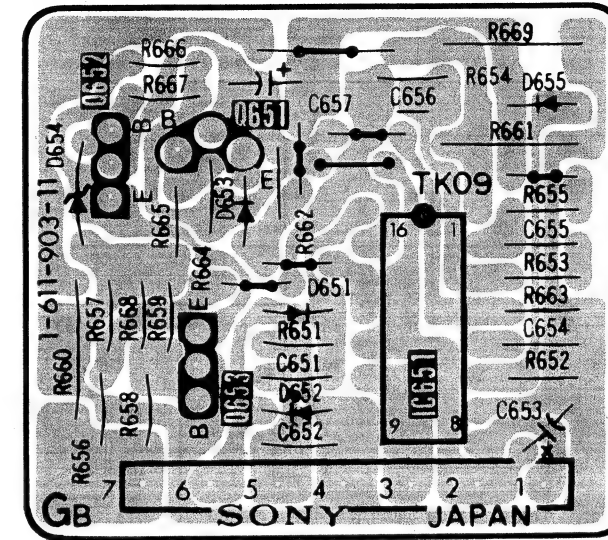 R669
R666
Q652
R667
R654
D655
C657
C656
B
B
Q651
R661
D654
D653
E
TK09
E
R655
R665
R662
16
1
C655
1-611-903-11
R664
R653
D651
E
R663
R657
R668
R659
R651
C654
R660
C651
R652
IC651
D652
Q653
R658
C653
B
C652
9
8
R656
7
6
5
4
3
2
1
GB
SONY
JAPAN